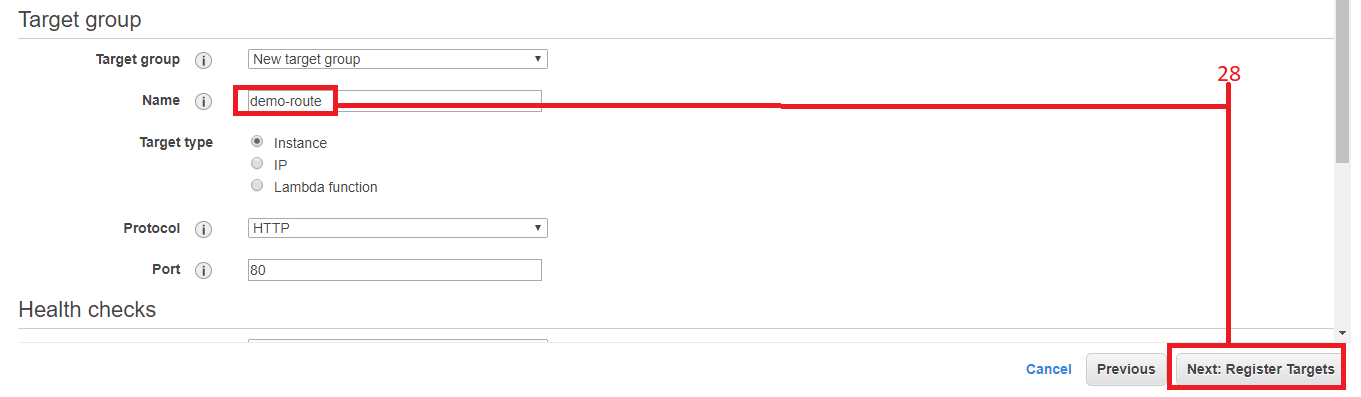 Target group
Target group i New target group
28
Name i demo-route
Target type Instance
IP
Lambda function
Protocol i HTTP
Port i 80
Health checks
Cancel Previous Next: Register Targets